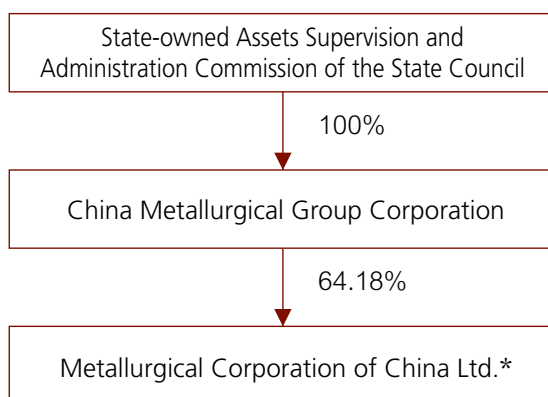 State-owned Assets Supervision and
Administration Commission of the State Council
100%
China Metallurgical Group Corporation
64.18%
Metallurgical Corporation of China Ltd.*